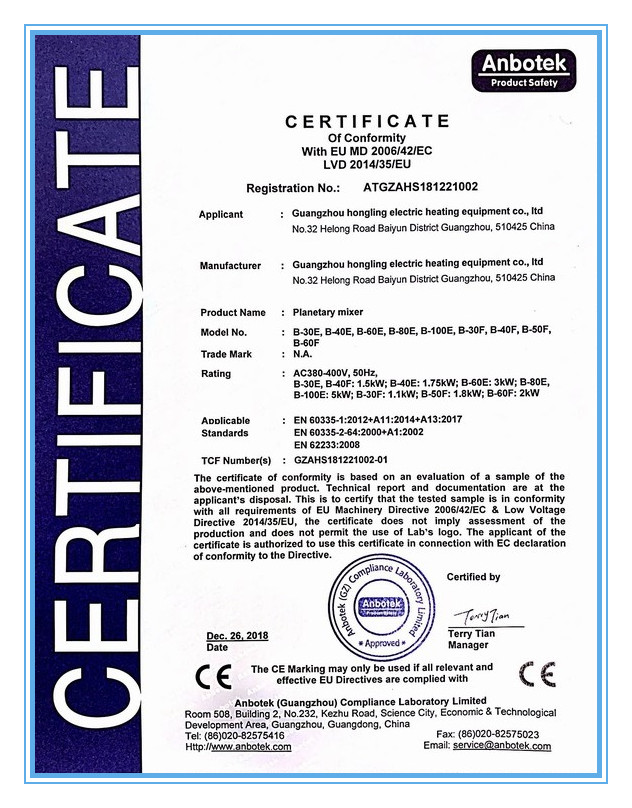 CERTIFICATE
Anbotek
Product Safety
CERTIFICATE
Of Conformity
With EU MD 2006/42/EC
LVD 2014/35/EU
Registration No.: ATGZAHS181221002
Applicant : Guangzhou hongling electric heating equipment co., ltd
No.32 Helong Road Baiyun District Guangzhou, 510425 China
Manufacturer : Guangzhou hongling electric heating equipment co., ltd
No.32 Helong Road Baiyun District Guangzhou, 510425 China
Product Name : Planetary mixer
Model No. : B-30E, B-40E, B-60E, B-80E, B-100E, B-30F, B-40F, B-50F,
B-60F
Trade Mark : N.A.
Rating : AC380-400V, 50Hz,
B-30E, B-40F: 1.5kW; B-40E: 1.75kW; B-60E: 3kW; B-80E,
B-100E: 5kW; B-30F: 1.1kW; B-50F: 1.8kW; B-60F: 2kW
Applicable : EN 60335-1:2012+A11:2014+A13:2017
Standards EN 60335-2-64:2000+A1:2002
EN 62233:2008
TCF Number(s) : GZAHS181221002-01
The certificate of conformity is based on an evaluation of a sample of the
above-mentioned product. Technical report and documentation are at the
applicant's disposal. This is to certify that the tested sample is in conformity
with all requirements of EU Machinery Directive 2006/42/EC & Low Voltage
Directive 2014/35/EU, the certificate does not imply assessment of the
production and does not permit the use of Lab's logo. The applicant of the
certificate is authorized to use this certificate in connection with EC declaration
of conformity to the Directive.
Anbotek (GZ) Compliance Laboratory Limited
Anbotek
Product Safety
* Approved *
Certified by
Terry Tian
Terry Tian
Manager
Dec. 26, 2018
Date
CE
The CE Marking may only be used if all relevant and
effective EU Directives are complied with
CE
Anbotek (Guangzhou) Compliance Laboratory Limited
Room 508, Building 2, No.232, Kezhu Road, Science City, Economic & Technological
Development Area, Guangzhou, Guangdong, China
Tel: (86)020-82575416 Fax: (86)020-82575023
Http://www.anbotek.com Email: service@anbotek.com